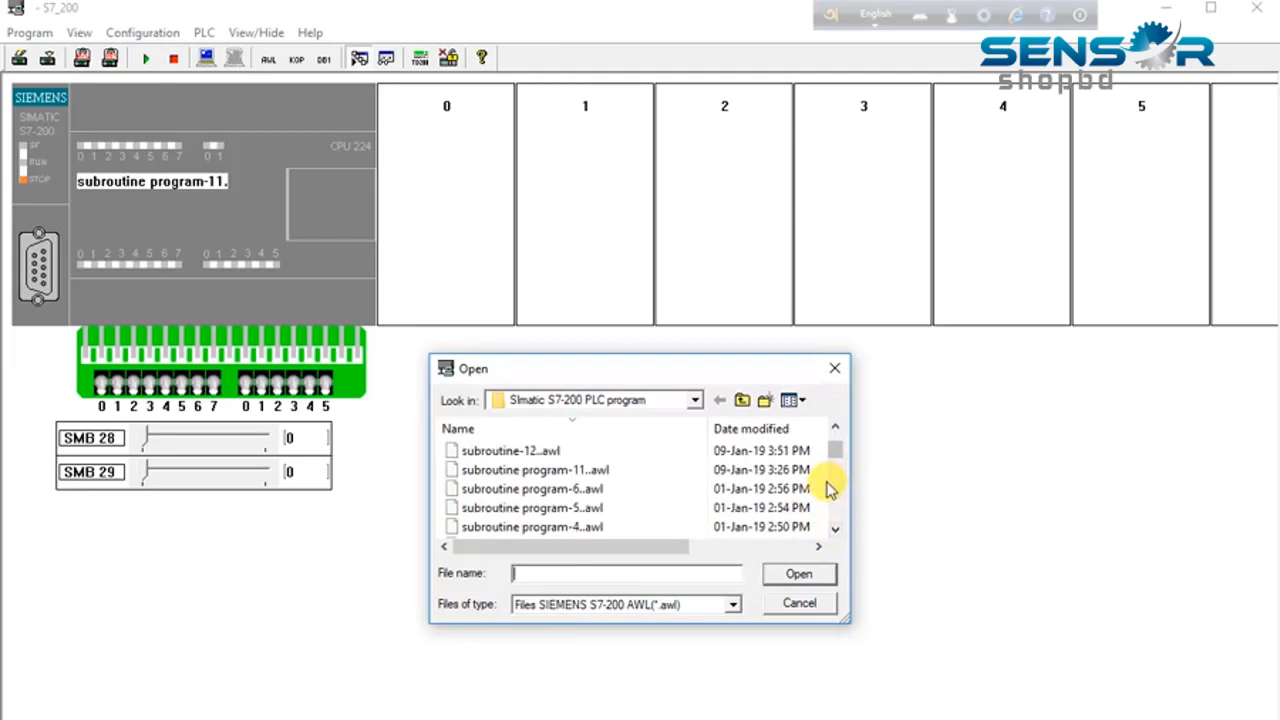 - S7_200
English
Program View Configuration PLC View/Hide Help
AWL KOP DB1
SENSOR
shopbd
SIEMENS
SIMATIC
S7-200
SF
RUN
STOP
0 1 2 3 4 5 6 7 0 1
CPU 224
subroutine program-11.
0 1 2 3 4 5 6 7 0 1 2 3 4 5
0 1 2 3 4 5
0 1 2 3 4 5 6 7 0 1 2 3 4 5
SMB 28 0
SMB 29 0
Open
Look in: SImatic S7-200 PLC program
Name Date modified
subroutine-12..awl 09-Jan-19 3:51 PM
subroutine program-11..awl 09-Jan-19 3:26 PM
subroutine program-6..awl 01-Jan-19 2:56 PM
subroutine program-5..awl 01-Jan-19 2:54 PM
subroutine program-4..awl 01-Jan-19 2:50 PM
File name: Open
Files of type: Files SIEMENS S7-200 AWL(*.awl) Cancel